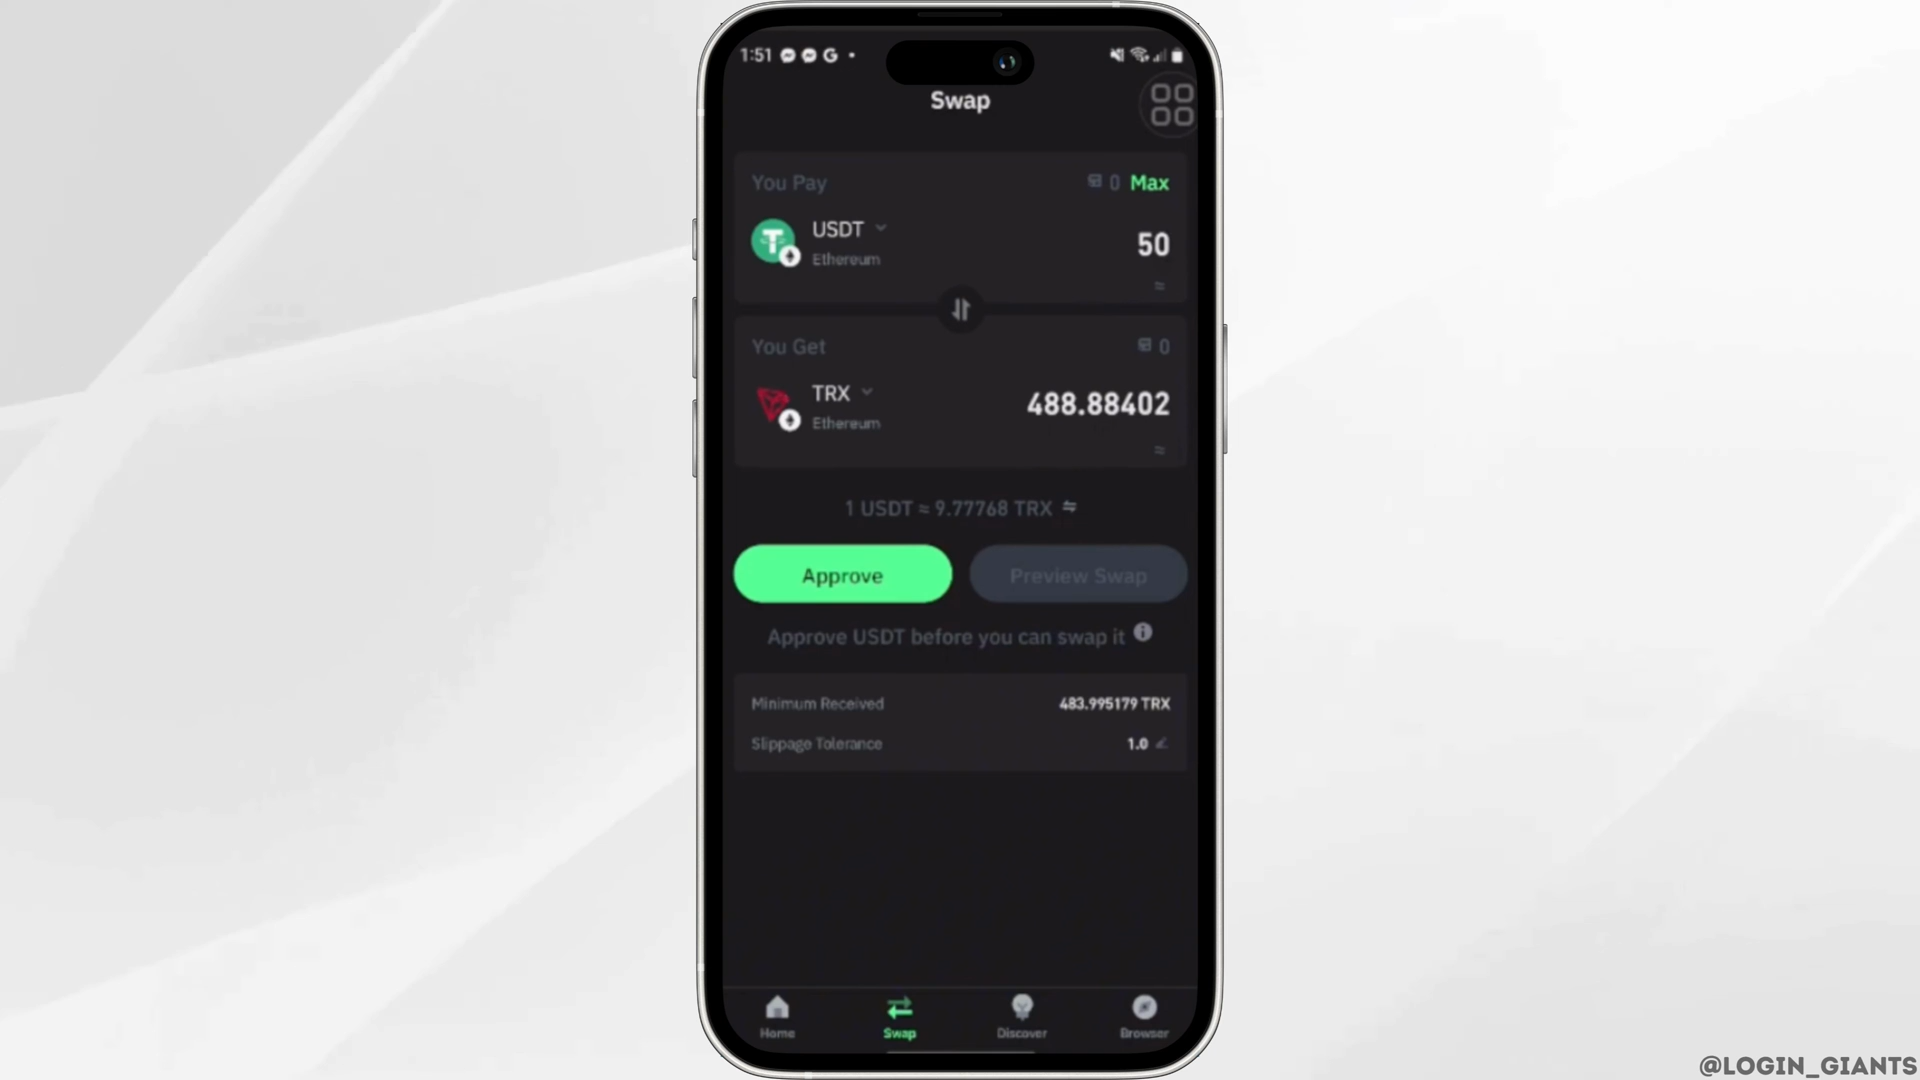 1:51
Swap
You Pay
0 Max
USDT
Ethereum
50
≈
You Get
0
TRX
Ethereum
488.88402
≈
1 USDT ≈ 9.77768 TRX
Approve
Preview Swap
Approve USDT before you can swap it
Minimum Received
483.995179 TRX
Slippage Tolerance
1.0
Home
Swap
Discover
Browser
@LOGIN_GIANTS